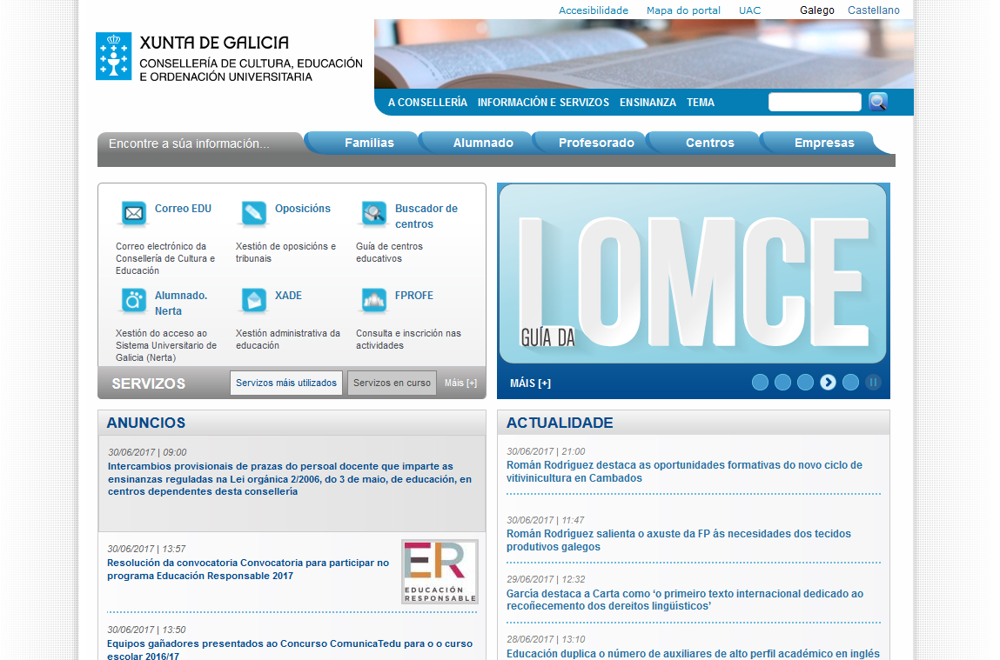 Accesibilidade Mapa do portal UAC Galego Castellano
XUNTA DE GALICIA
CONSELLERÍA DE CULTURA, EDUCACIÓN
E ORDENACIÓN UNIVERSITARIA
A CONSELLERÍA INFORMACIÓN E SERVIZOS ENSINANZA TEMA
Encontre a súa información... Familias Alumnado Profesorado Centros Empresas
Correo EDU
Correo electrónico da
Consellería de Cultura e
Educación
Oposicións
Xestión de oposicións e
tribunais
Buscador de
centros
Guía de centros
educativos
Alumnado.
Nerta
Xestión do acceso ao
Sistema Universitario de
Galicia (Nerta)
XADE
Xestión administrativa da
educación
FPROFE
Consulta e inscrición nas
actividades
SERVIZOS Servizos máis utilizados Servizos en curso Máis [+]
GUÍA DA LOMCE
MÁIS [+]
ANUNCIOS
30/06/2017 | 09:00
Intercambios provisionais de prazas do persoal docente que imparte as
ensinanzas reguladas na Lei orgánica 2/2006, do 3 de maio, de educación, en
centros dependentes desta consellería
30/06/2017 | 13:57
Resolución da convocatoria Convocatoria para participar no
programa Educación Responsable 2017
ER
EDUCACIÓN
RESPONSABLE
30/06/2017 | 13:50
Equipos gañadores presentados ao Concurso ComunicaTedu para o o curso
escolar 2016/17
ACTUALIDADE
30/06/2017 | 21:00
Román Rodríguez destaca as oportunidades formativas do novo ciclo de
vitivinicultura en Cambados
30/06/2017 | 11:47
Román Rodríguez salienta o axuste da FP ás necesidades dos tecidos
produtivos galegos
29/06/2017 | 12:32
García destaca a Carta como ‘o primeiro texto internacional dedicado ao
recoñecemento dos dereitos lingüísticos’
28/06/2017 | 13:10
Educación duplica o número de auxiliares de alto perfil académico en inglés